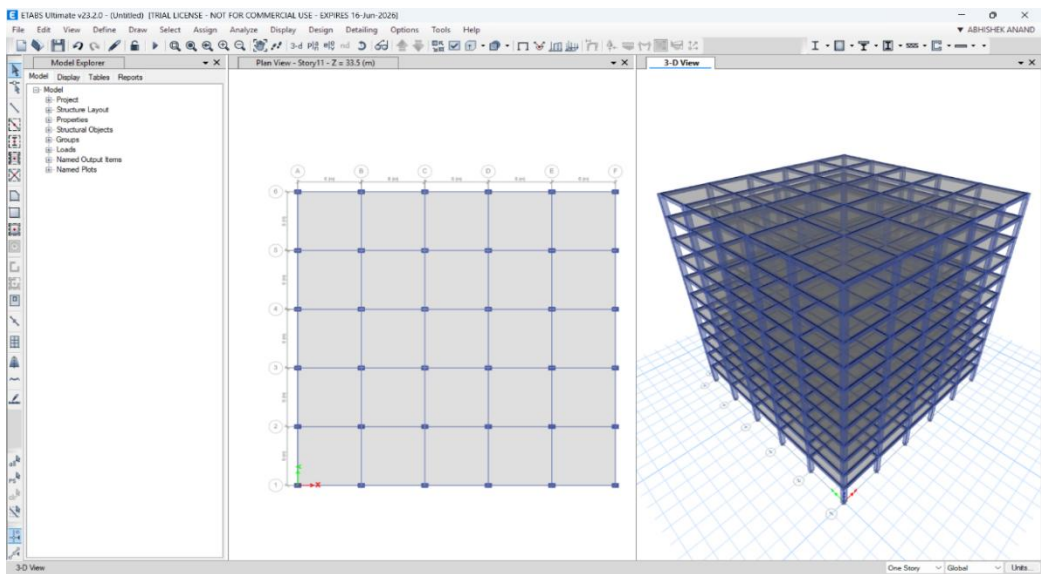 ETABS Ultimate v23.2.0 - (Untitled) [TRIAL LICENSE - NOT FOR COMMERCIAL USE - EXPIRES 16-Jun-2026]
File Edit View Define Draw Select Assign Analyze Display Design Detailing Options Tools Help
ABHISHEK ANAND
3-d
Model Explorer
Plan View - Story11 - Z = 33.5 (m)
3-D View
Model Display Tables Reports
Model
Project
Structure Layout
Properties
Structural Objects
Groups
Loads
Named Output Items
Named Plots
A B C D E F
6
5
4
3
2
1
X
3-D View
One Story Global Units...